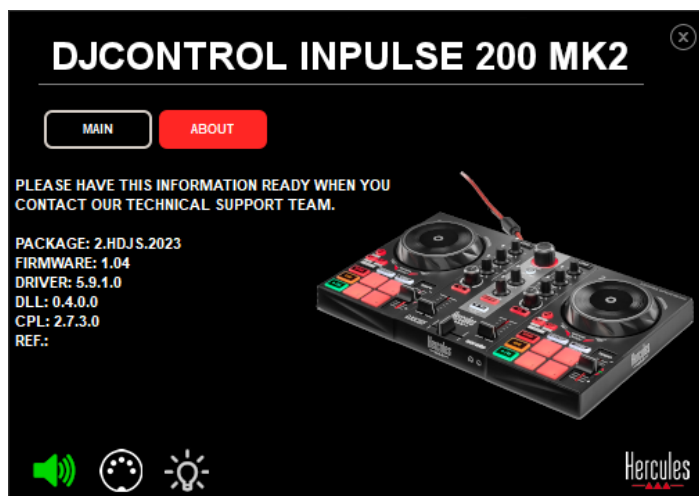 DJCONTROL INPULSE 200 MK2
MAIN
ABOUT
PLEASE HAVE THIS INFORMATION READY WHEN YOU
CONTACT OUR TECHNICAL SUPPORT TEAM.
PACKAGE: 2.HDJS.2023
FIRMWARE: 1.04
DRIVER: 5.9.1.0
DLL: 0.4.0.0
CPL: 2.7.3.0
REF.:
Hercules
Hercules
Hercules